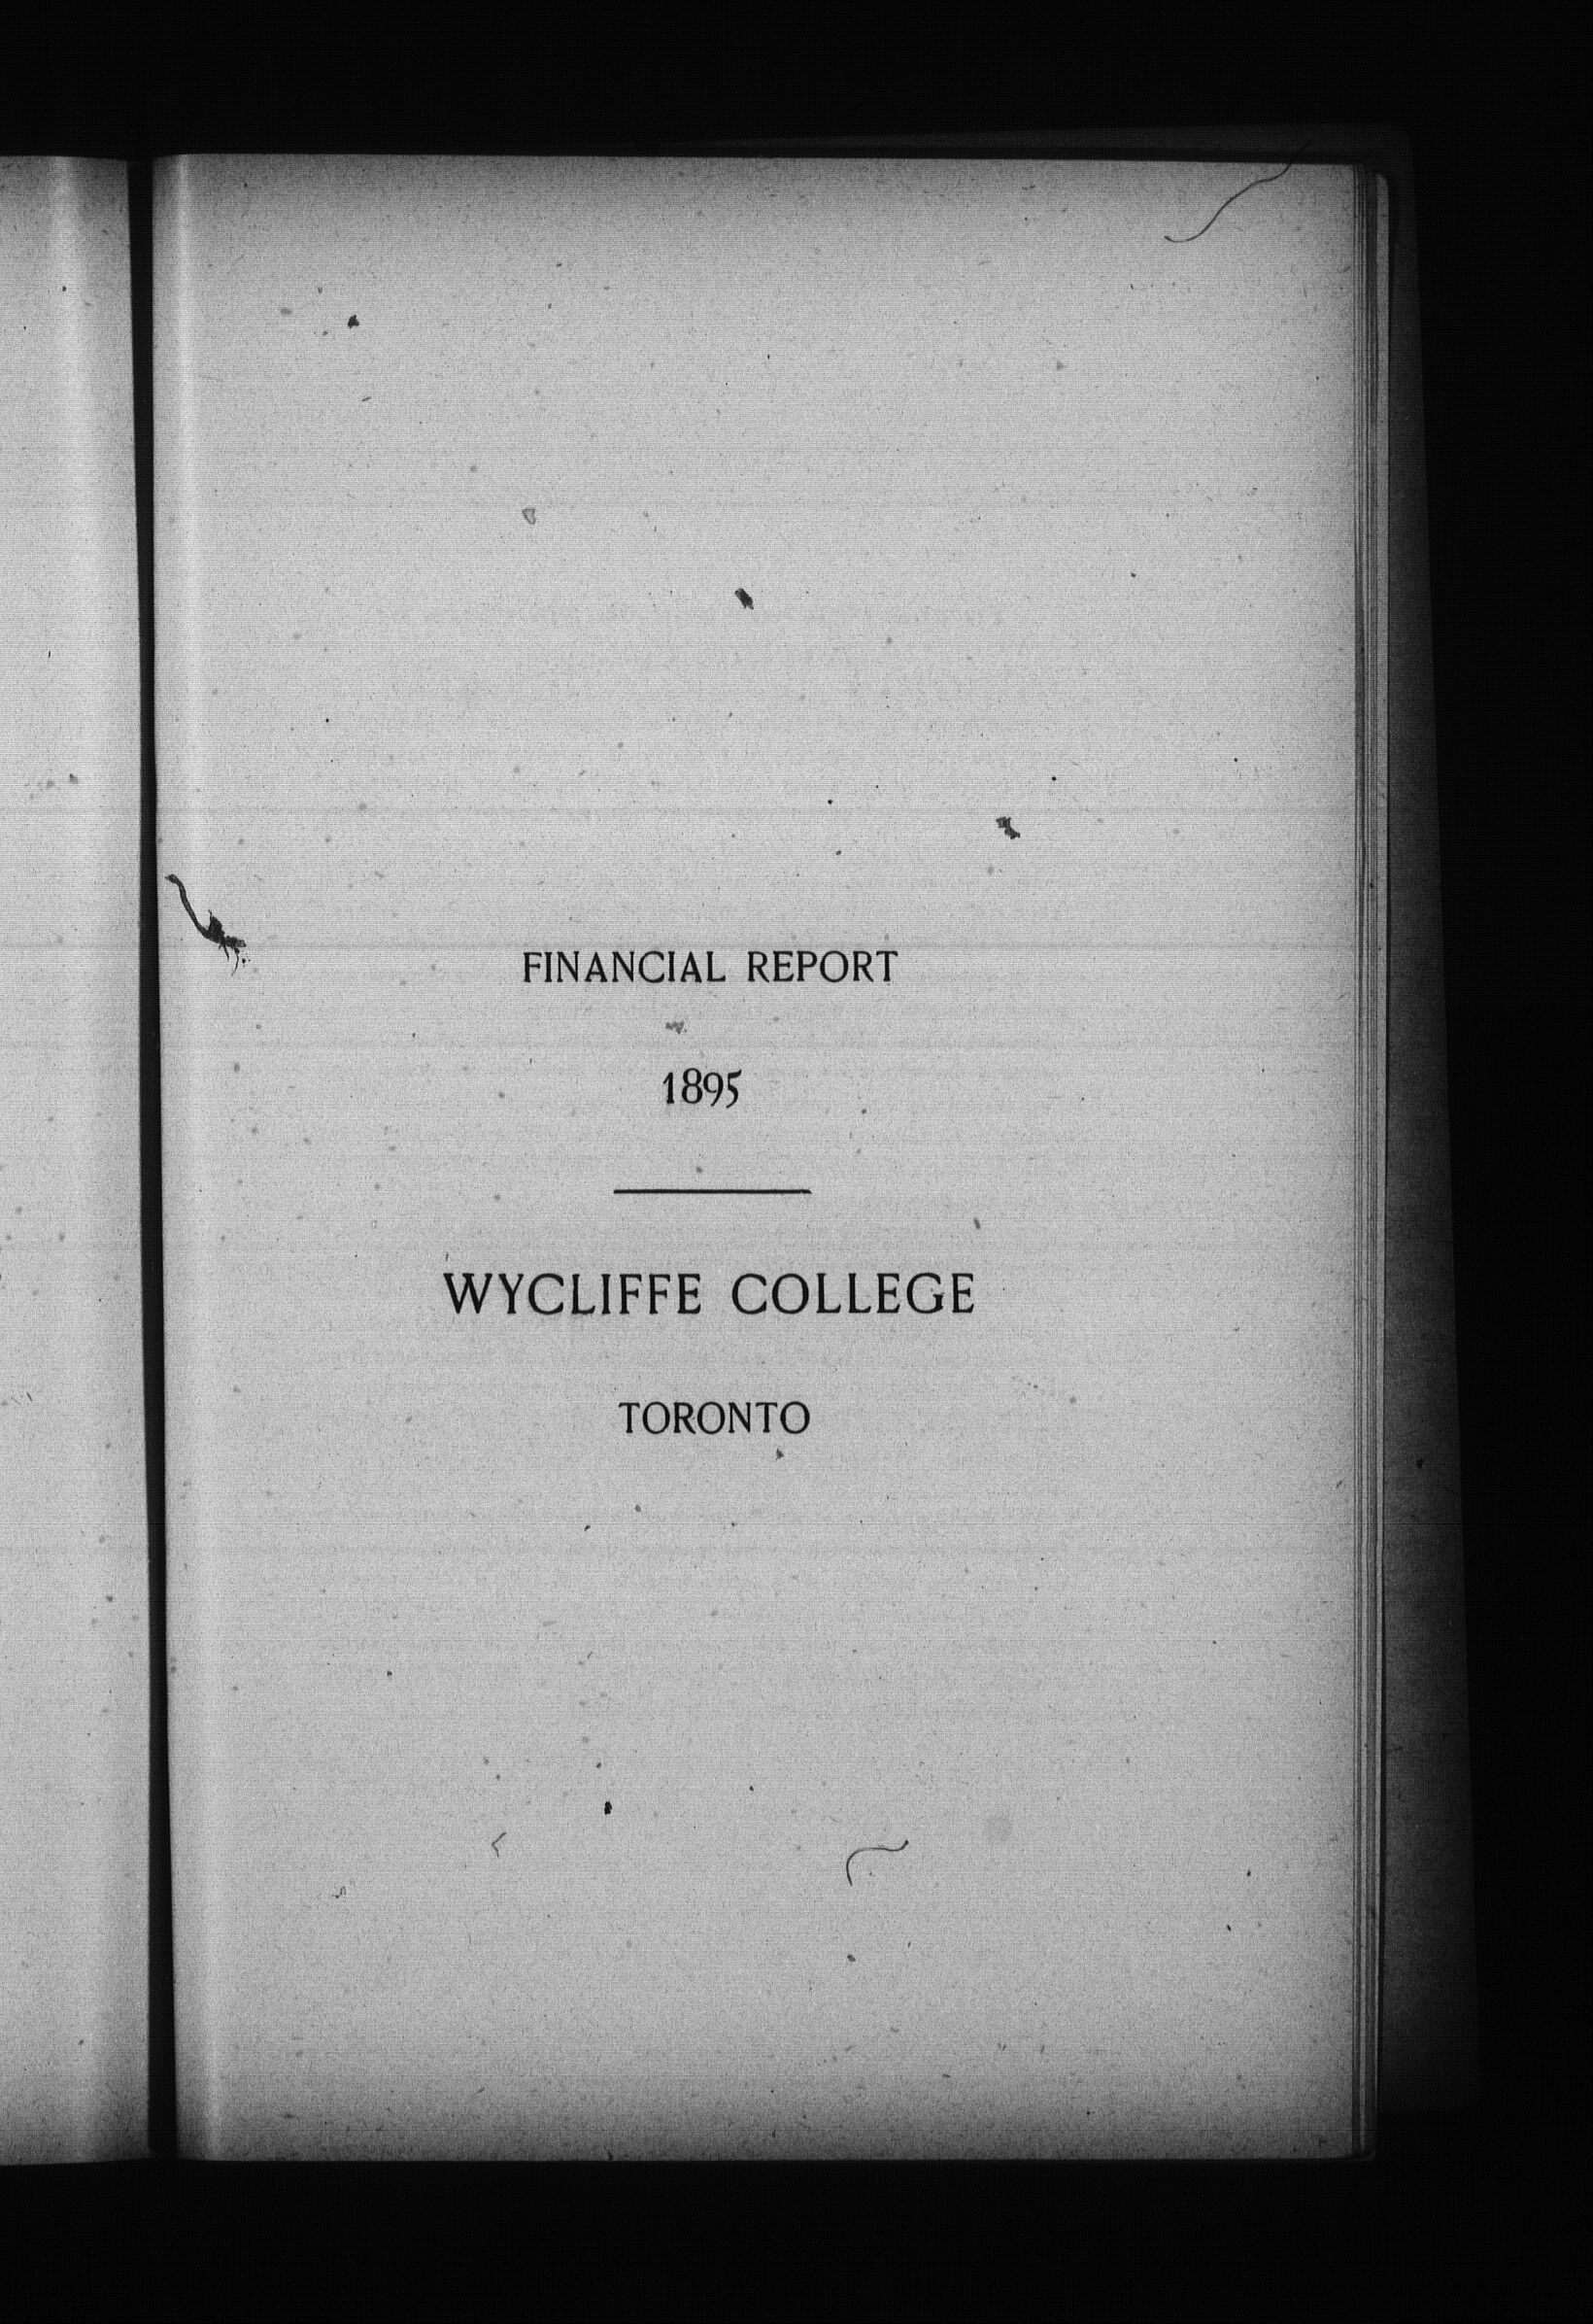 FINANCIAL REPORT
1895
WYCLIFFE COLLEGE
TORONTO